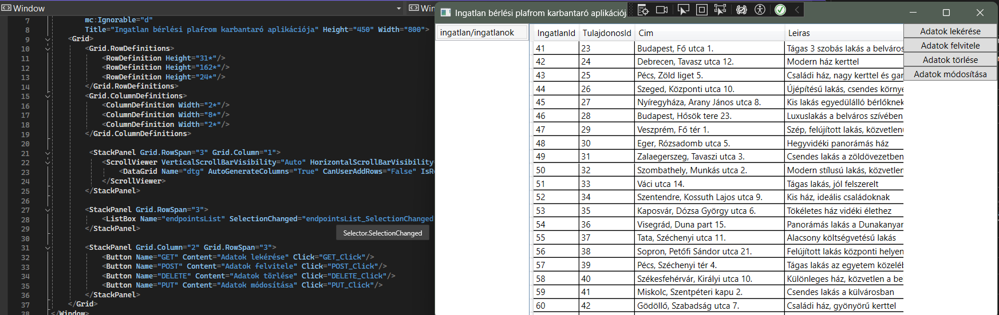 Window
Win
7 mc:Ignorable="d"
8 Title="Ingatlan bérlési plafrom karbantaró aplikációja" Height="450" Width="800">
9 <Grid>
10 <Grid.RowDefinitions>
11 <RowDefinition Height="31*"/>
12 <RowDefinition Height="162*"/>
13 <RowDefinition Height="24*"/>
14 </Grid.RowDefinitions>
15 <Grid.ColumnDefinitions>
16 <ColumnDefinition Width="2*"/>
17 <ColumnDefinition Width="8*"/>
18 <ColumnDefinition Width="2*"/>
19 </Grid.ColumnDefinitions>
20
21 <StackPanel Grid.RowSpan="3" Grid.Column="1">
22 <ScrollViewer VerticalScrollBarVisibility="Auto" HorizontalScrollBarVisibility=
23 <DataGrid Name="dtg" AutoGenerateColumns="True" CanUserAddRows="False" IsRe
24 </ScrollViewer>
25 </StackPanel>
26
27 <StackPanel Grid.RowSpan="3">
28 <ListBox Name="endpointsList" SelectionChanged="endpointsList_SelectionChanged
29 </StackPanel>
Selector.SelectionChanged
30
31 <StackPanel Grid.Column="2" Grid.RowSpan="3">
32 <Button Name="GET" Content="Adatok lekérése" Click="GET_Click"/>
33 <Button Name="POST" Content="Adatok felvitele" Click="POST_Click"/>
34 <Button Name="DELETE" Content="Adatok törlése" Click="DELETE_Click"/>
35 <Button Name="PUT" Content="Adatok módosítása" Click="PUT_Click"/>
36 </StackPanel>
37 </Grid>
38 </Window>
Ingatlan bérlési plafrom karbantaró aplikációj
ingatlan/ingatlanok
IngatlanId TulajdonosId Cim Leiras
41 23 Budapest, Fő utca 1. Tágas 3 szobás lakás a belváros
42 24 Debrecen, Tavasz utca 12. Modern ház kerttel
43 25 Pécs, Zöld liget 5. Családi ház, nagy kerttel és gar
44 26 Szeged, Központi utca 10. Újépítésű lakás, csendes környe
45 27 Nyíregyháza, Arany János utca 8. Kis lakás egyedülálló bérlőknek
46 28 Budapest, Hősök tere 23. Luxuslakás a belváros szívében
47 29 Veszprém, Fő tér 1. Szép, felújított lakás, közvetlenü
48 30 Eger, Rózsadomb utca 5. Hegyvidéki panorámás ház
49 31 Zalaegerszeg, Tavaszi utca 3. Csendes lakás a zöldövezetben
50 32 Szombathely, Munkás utca 2. Modern stílusú lakás, közvetlen
51 33 Váci utca 14. Tágas lakás, jól felszerelt
52 34 Szentendre, Kossuth Lajos utca 9. Kis ház, ideális családoknak
53 35 Kaposvár, Dózsa György utca 6. Tökéletes ház vidéki élethez
54 36 Visegrád, Duna part 15. Panorámás lakás a Dunakanyar
55 37 Tata, Széchenyi utca 11. Alacsony költségvetésű lakás
56 38 Sopron, Petőfi Sándor utca 21. Felújított lakás központi helyen
57 39 Pécs, Széchenyi tér 4. Tágas lakás az egyetem közeléb
58 40 Székesfehérvár, Királyi utca 10. Különleges ház, közvetlen a be
59 41 Miskolc, Szentpéteri kapu 2. Csendes lakás a külvárosban
60 42 Gödöllő, Szabadság utca 7. Családi ház, gyönyörű kerttel
Adatok lekérése
Adatok felvitele
Adatok törlése
Adatok módosítása